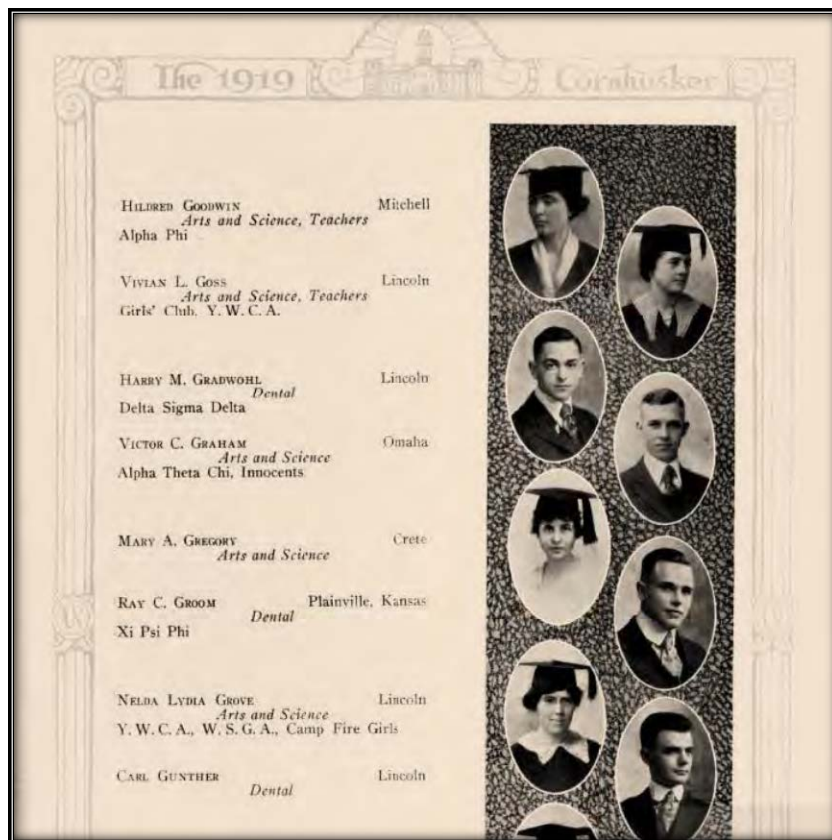 The 1919 Cornhusker
HILDRED GOODWIN Mitchell
Arts and Science, Teachers
Alpha Phi
VIVIAN L. GOSS Lincoln
Arts and Science, Teachers
Girls' Club, Y. W. C. A.
HARRY M. GRADWOHL Lincoln
Dental
Delta Sigma Delta
VICTOR C. GRAHAM Omaha
Arts and Science
Alpha Theta Chi, Innocents
MARY A. GREGORY Crete
Arts and Science
RAY C. GROOM Plainville, Kansas
Dental
Xi Psi Phi
NELDA LYDIA GROVE Lincoln
Arts and Science
Y. W. C. A., W. S. G. A., Camp Fire Girls
CARL GUNTHER Lincoln
Dental